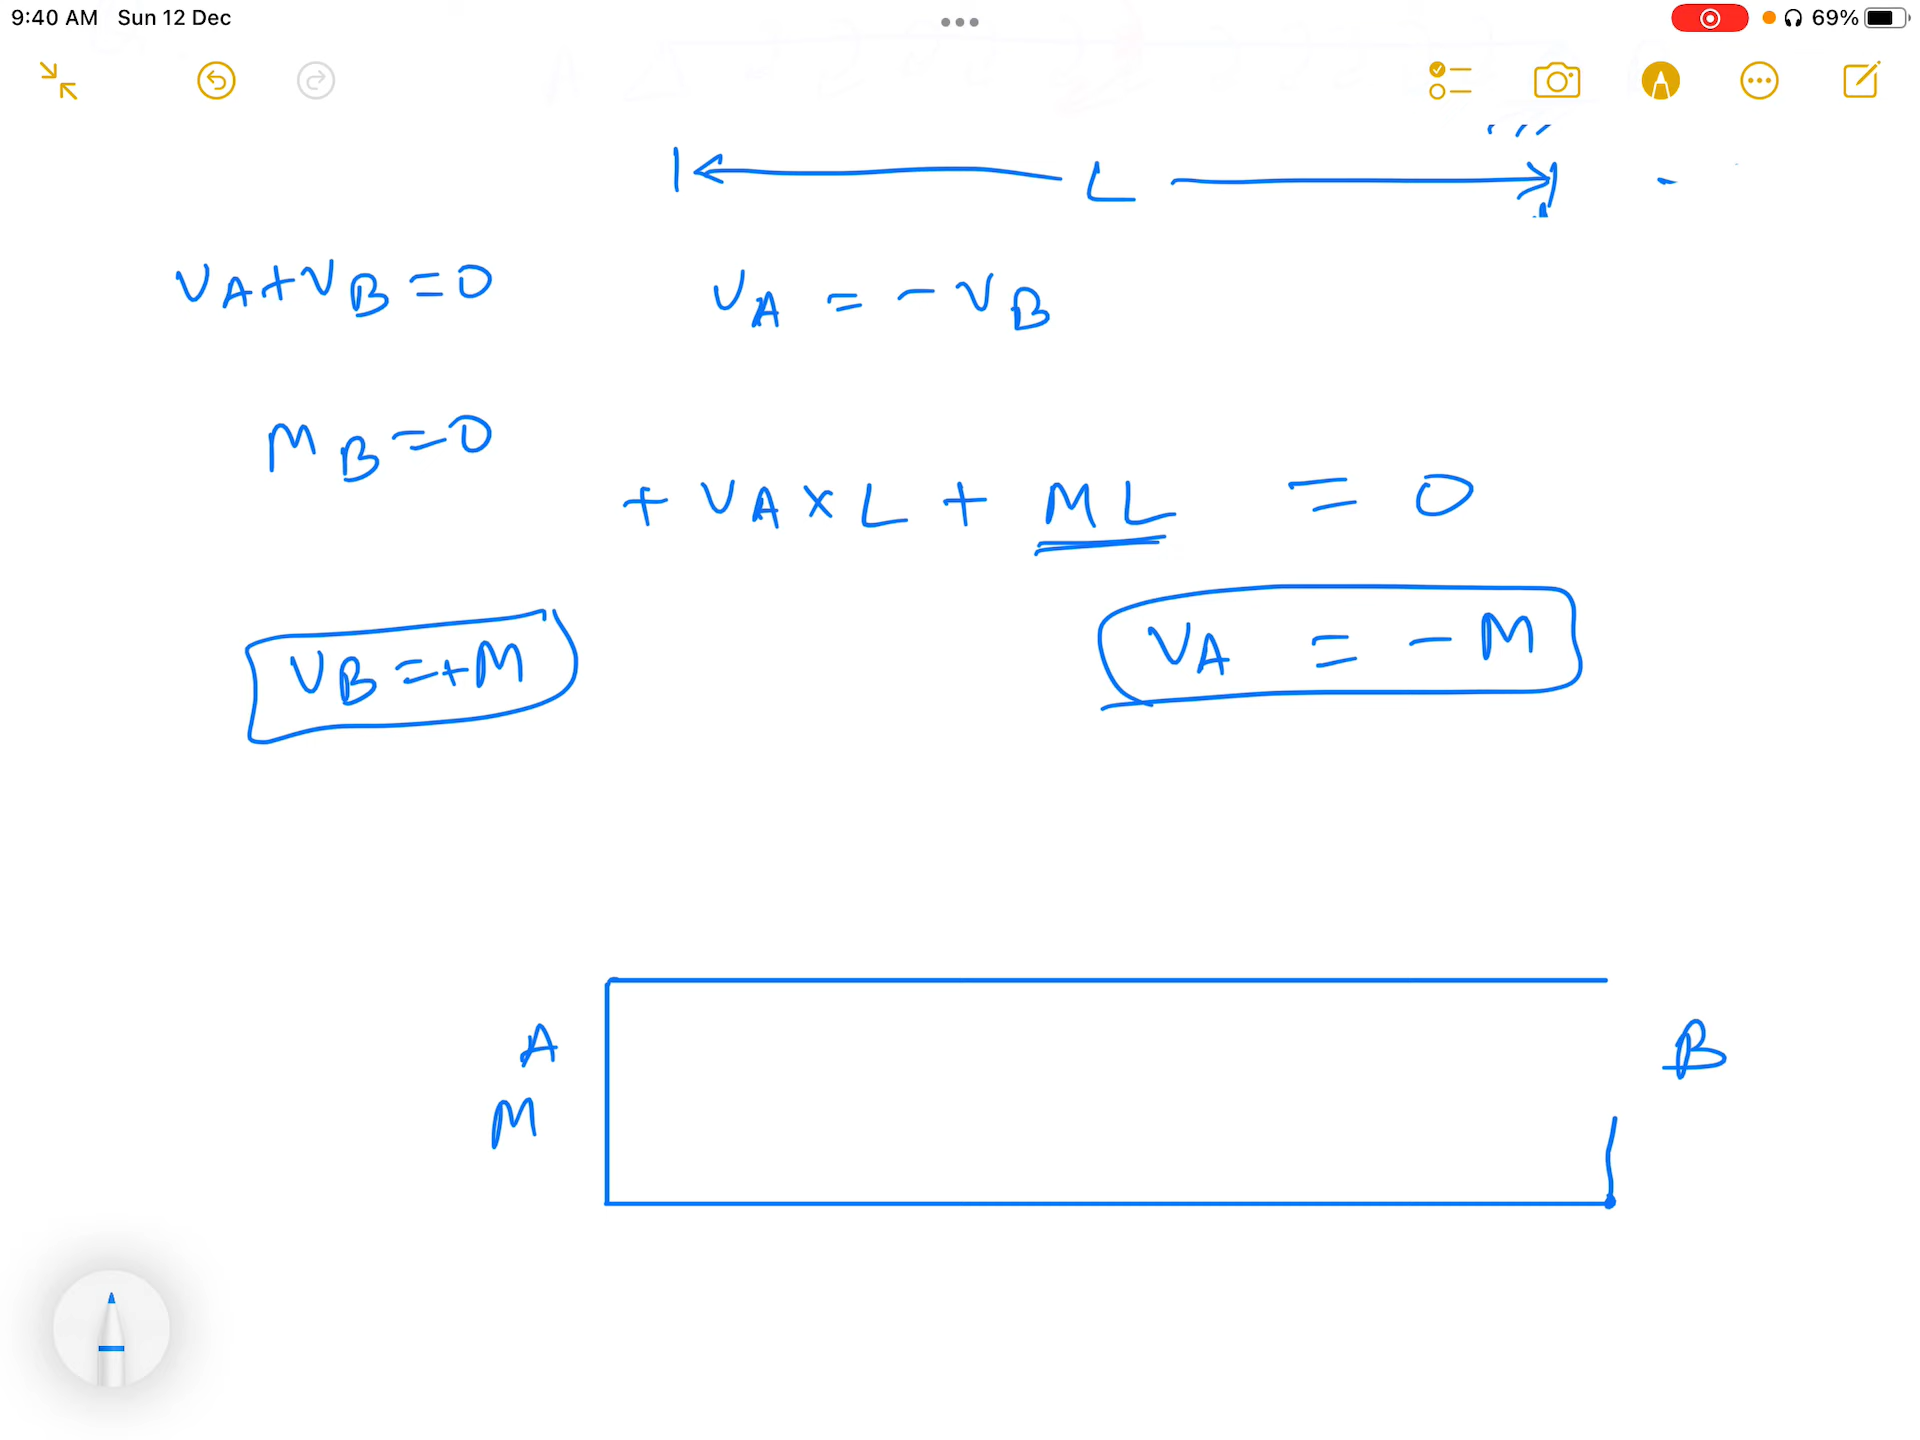 9:40 AM Sun 12 Dec
69%
L
VA+VB=0 VA = -VB
MB=0
+ VA×L + ML = 0
VB=+M VA = -M
A B
M